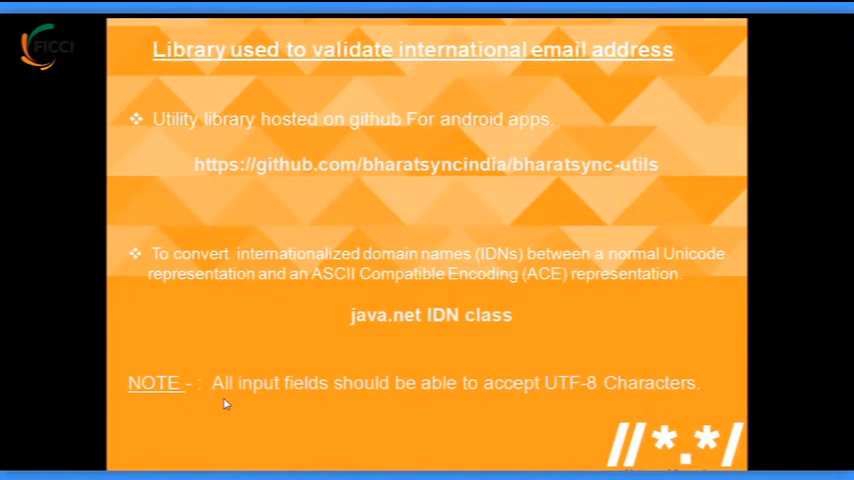 FICCI
Library used to validate international email address
❖ Utility library hosted on github.For android apps.
https://github.com/bharatsyncindia/bharatsync-utils
❖ To convert internationalized domain names (IDNs) between a normal Unicode
representation and an ASCII Compatible Encoding (ACE) representation.
java.net IDN class
NOTE - : All input fields should be able to accept UTF-8 Characters.
//*.*/